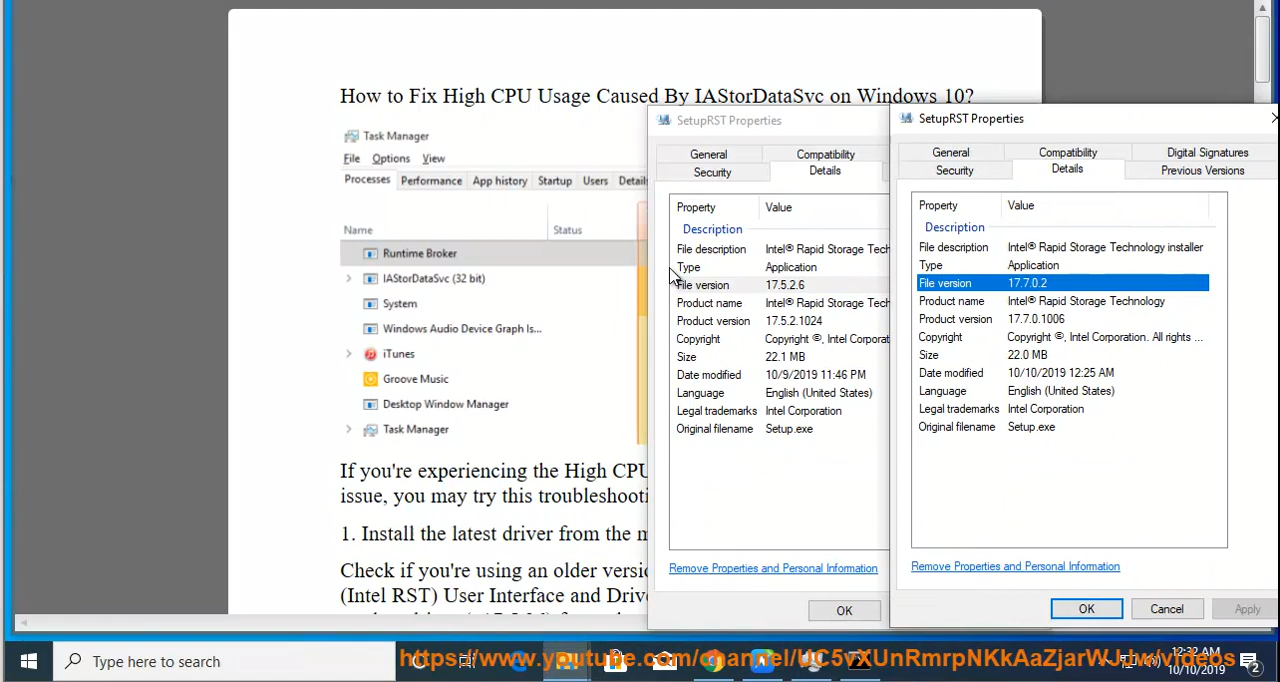 How to Fix High CPU Usage Caused By IAStorDataSvc on Windows 10?
Task Manager
File Options View
Processes Performance App history Startup Users Details
Name Status
Runtime Broker
IAStorDataSvc (32 bit)
System
Windows Audio Device Graph Is...
iTunes
Groove Music
Desktop Window Manager
Task Manager
If you're experiencing the High CPU
issue, you may try this
1. Install the latest driver from the
Check if you're using an older
(Intel RST) User Interface and
SetupRST Properties
General Compatibility
Security Details
Property Value
Description
File description Intel® Rapid Storage
Type Application
File version 17.5.2.6
Product name Intel® Rapid Storage
Product version 17.5.2.1024
Copyright Copyright ©, Intel
Size 22.1 MB
Date modified 10/9/2019 11:46 PM
Language English (United States)
Legal trademarks Intel Corporation
Original filename Setup.exe
Remove Properties and Personal Information
OK
SetupRST Properties
General Compatibility Digital Signatures
Security Details Previous Versions
Property Value
Description
File description Intel® Rapid Storage Technology installer
Type Application
File version 17.7.0.2
Product name Intel® Rapid Storage Technology
Product version 17.7.0.1006
Copyright Copyright ©, Intel Corporation. All rights ...
Size 22.0 MB
Date modified 10/10/2019 12:25 AM
Language English (United States)
Legal trademarks Intel Corporation
Original filename Setup.exe
Remove Properties and Personal Information
OK Cancel Apply
Type here to search
https://www.youtube.com/channel/UC5vXUnRmrpNKkAaZjarWJuw/videos
12:32 AM
10/10/2019
2